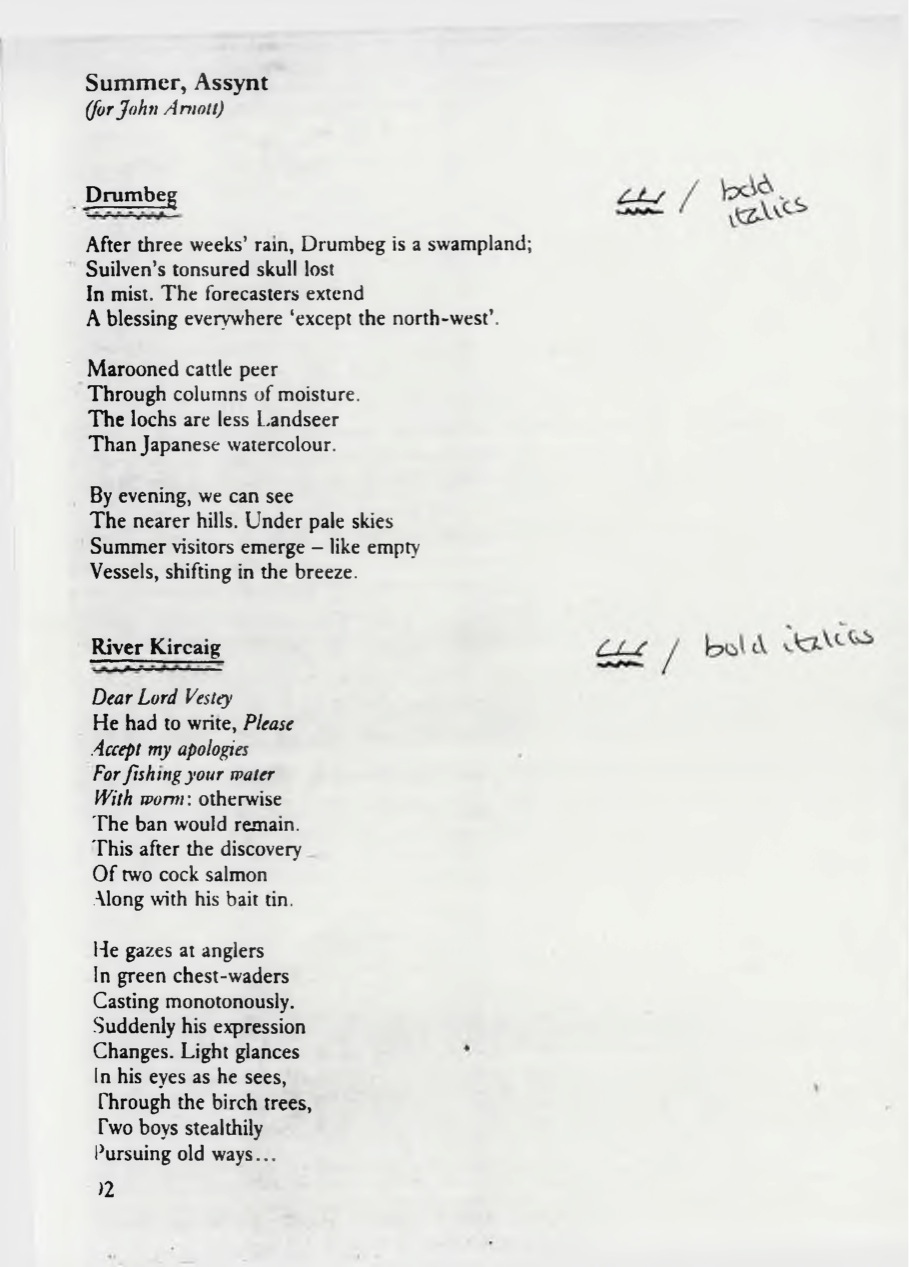 Summer, Assynt
(for John Arnott)
Drumbeg
/ bold
italics
After three weeks' rain, Drumbeg is a swampland;
Suilven's tonsured skull lost
In mist. The forecasters extend
A blessing everywhere 'except the north-west'.
Marooned cattle peer
Through columns of moisture.
The lochs are less Landseer
Than Japanese watercolour.
By evening, we can see
The nearer hills. Under pale skies
Summer visitors emerge – like empty
Vessels, shifting in the breeze.
River Kircaig
/ bold italics
Dear Lord Vestey
He had to write, Please
Accept my apologies
For fishing your water
With worm: otherwise
The ban would remain.
This after the discovery
Of two cock salmon
Along with his bait tin.
He gazes at anglers
In green chest-waders
Casting monotonously.
Suddenly his expression
Changes. Light glances
In his eyes as he sees,
Through the birch trees,
Two boys stealthily
Pursuing old ways...